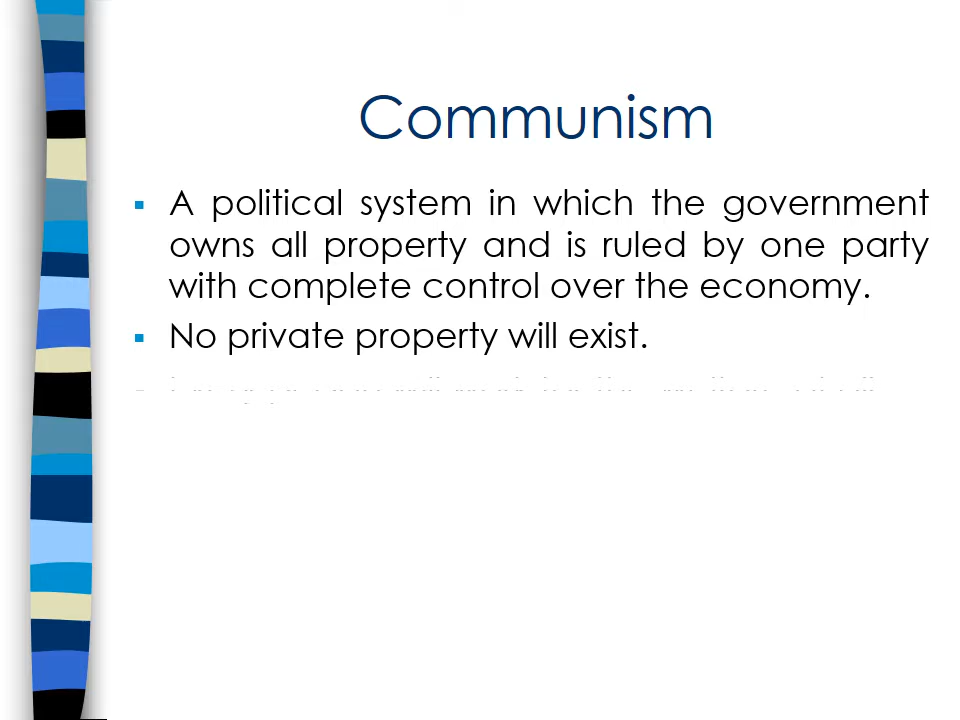 Communism
▪ A political system in which the government
owns all property and is ruled by one party
with complete control over the economy.
▪ No private property will exist.